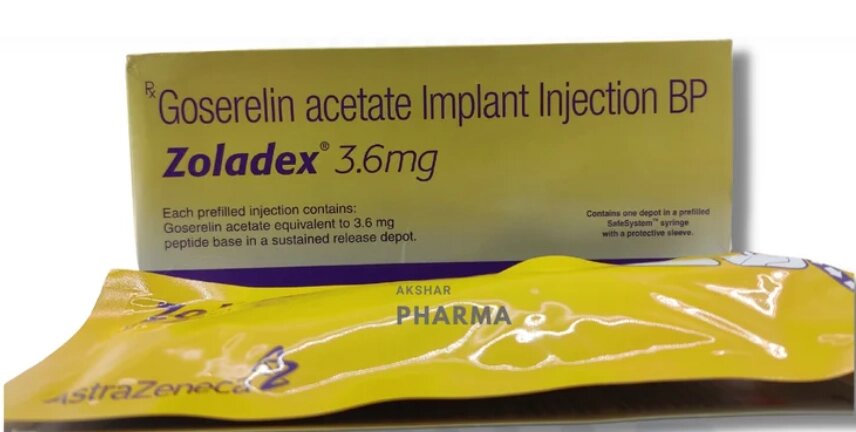 Rx Goserelin acetate Implant Injection BP
Zoladex® 3.6mg
Each prefilled injection contains:
Goserelin acetate equivalent to 3.6 mg
peptide base in a sustained release depot.
Contains one depot in a prefilled
SafeSystem™ syringe
with a protective sleeve.
AKSHAR
PHARMA
AstraZeneca